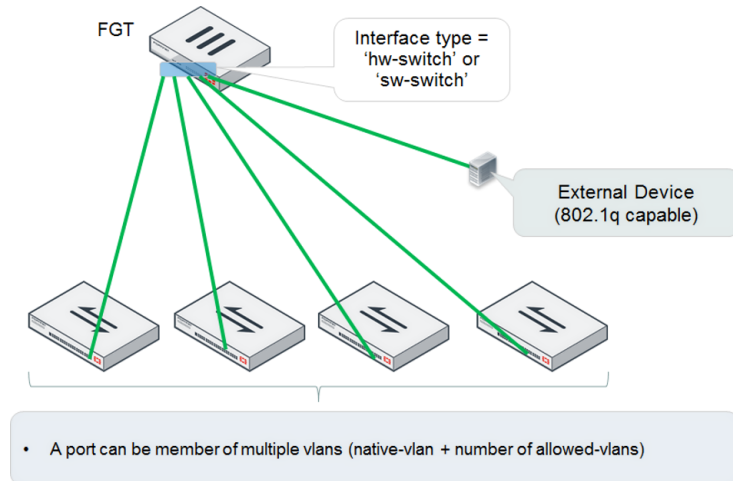 FGT
Interface type =
‘hw-switch’ or
‘sw-switch’
External Device
(802.1q capable)
• A port can be member of multiple vlans (native-vlan + number of allowed-vlans)